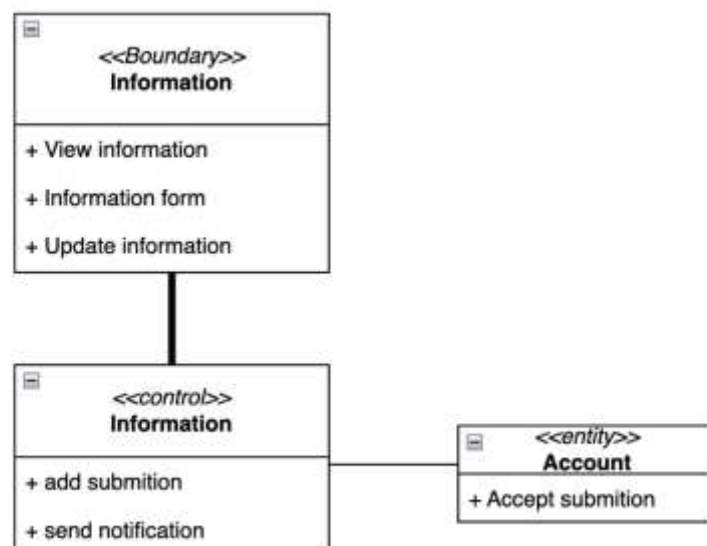 <<Boundary>>
Information
+ View information
+ Information form
+ Update information
<<control>>
Information
+ add submition
+ send notification
<<entity>>
Account
+ Accept submition